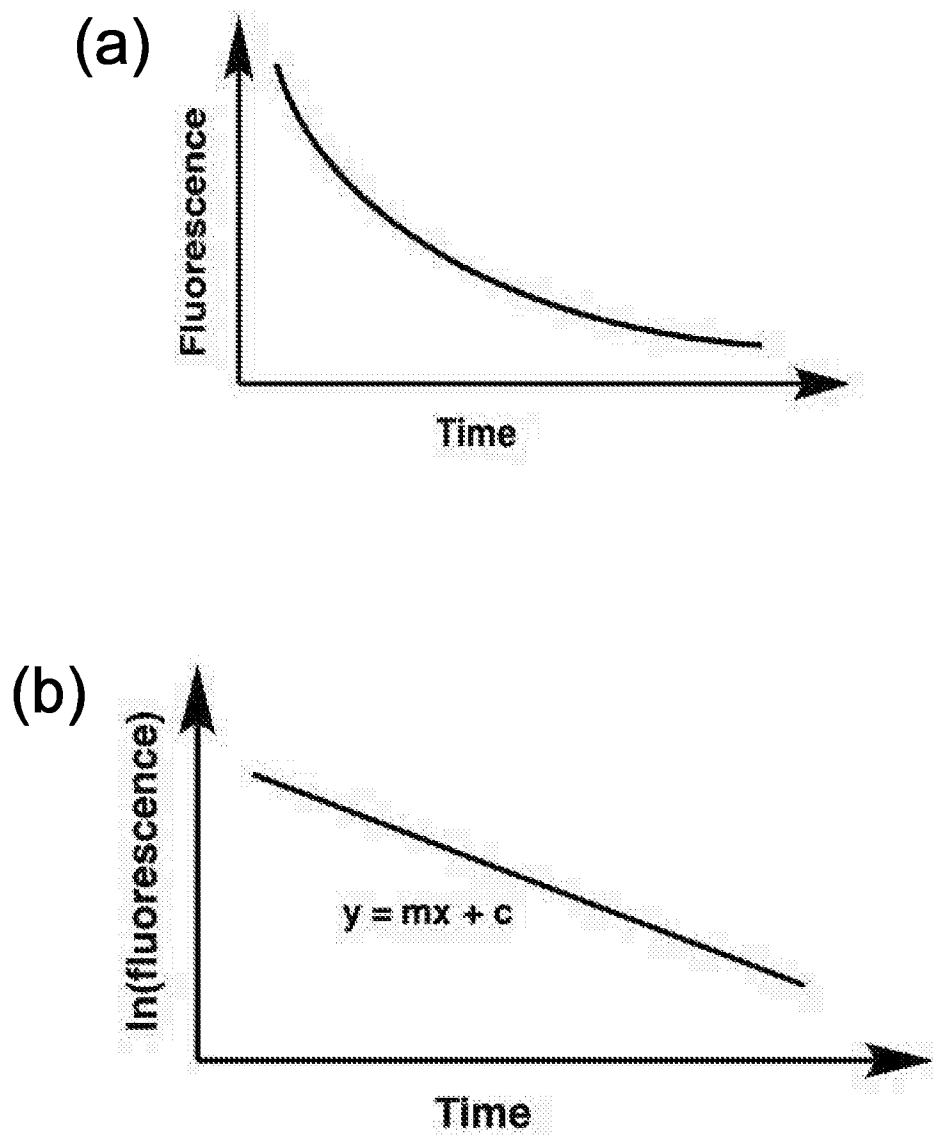 (a)
Fluorescence
Time
(b)
ln(fluorescence)
y = mx + c
Time